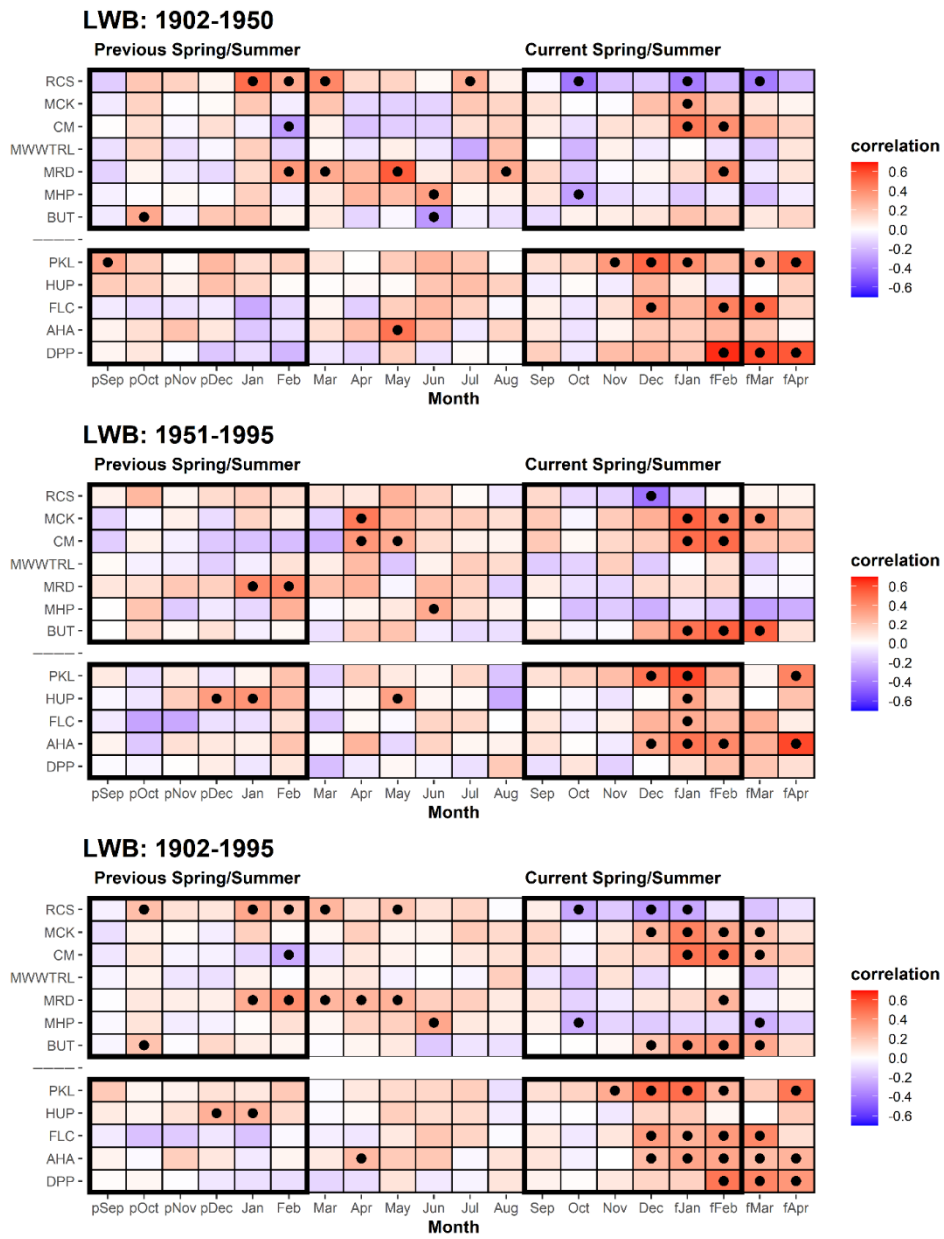 LWB: 1902-1950
Previous Spring/Summer
Current Spring/Summer
RCS
MCK
CM
MWWTRL
MRD
MHP
BUT
————
PKL
HUP
FLC
AHA
DPP
pSep pOct pNov pDec Jan Feb Mar Apr May Jun Jul Aug Sep Oct Nov Dec fJan fFeb fMar fApr
Month
correlation
0.6
0.4
0.2
0.0
-0.2
-0.4
-0.6
LWB: 1951-1995
Previous Spring/Summer
Current Spring/Summer
RCS
MCK
CM
MWWTRL
MRD
MHP
BUT
————
PKL
HUP
FLC
AHA
DPP
pSep pOct pNov pDec Jan Feb Mar Apr May Jun Jul Aug Sep Oct Nov Dec fJan fFeb fMar fApr
Month
correlation
0.6
0.4
0.2
0.0
-0.2
-0.4
-0.6
LWB: 1902-1995
Previous Spring/Summer
Current Spring/Summer
RCS
MCK
CM
MWWTRL
MRD
MHP
BUT
————
PKL
HUP
FLC
AHA
DPP
pSep pOct pNov pDec Jan Feb Mar Apr May Jun Jul Aug Sep Oct Nov Dec fJan fFeb fMar fApr
Month
correlation
0.6
0.4
0.2
0.0
-0.2
-0.4
-0.6